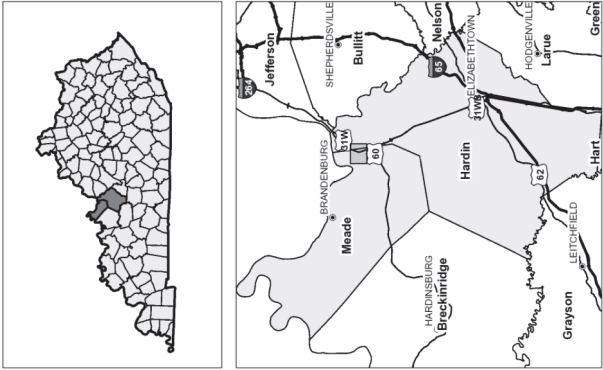 Jefferson
SHEPHERDSVILLE
Bullitt
Nelson
ELIZABETHTOWN
HODGENVILLE
Larue
Green
264
65
31W
31WB
60
BRANDENBURG
Meade
Hardin
62
Hart
HARDINSBURG
Breckinridge
LEITCHFIELD
Grayson